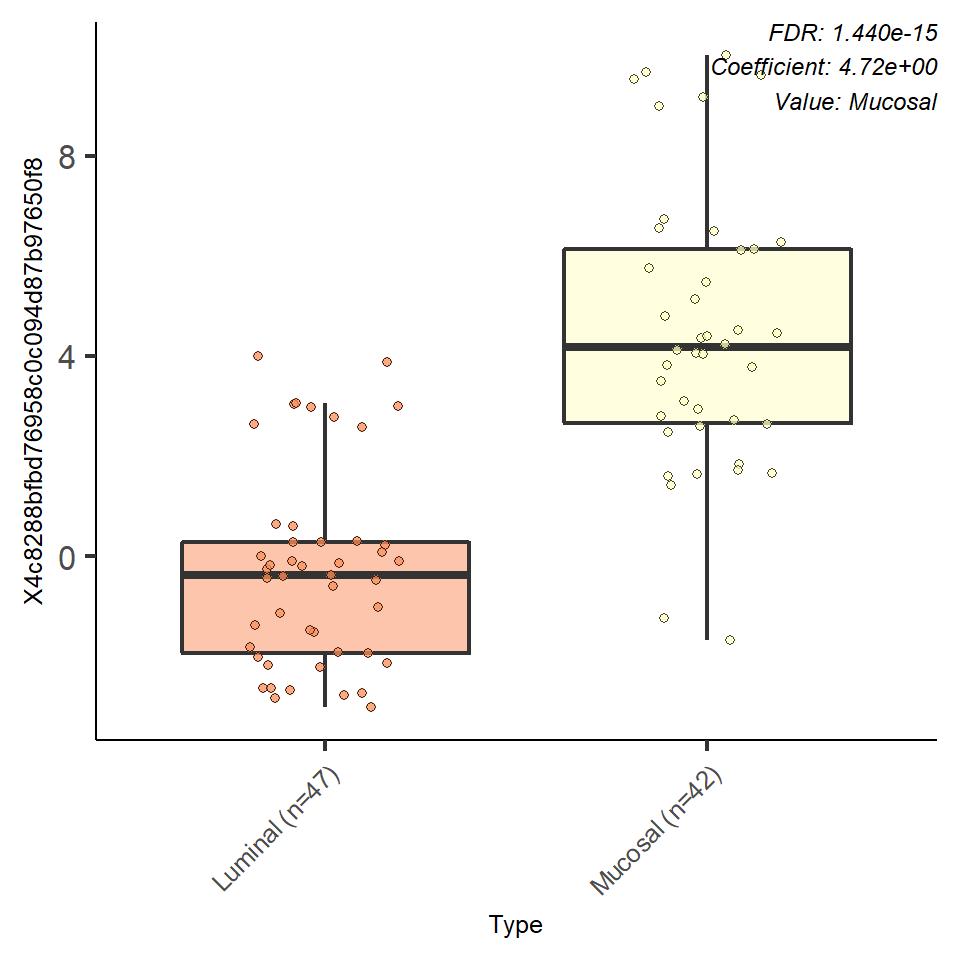 FDR: 1.440e-15
Coefficient: 4.72e+00
Value: Mucosal
X4c8288bfbd76958c0c094d87b97650f8
8
4
0
Luminal (n=47)
Mucosal (n=42)
Type